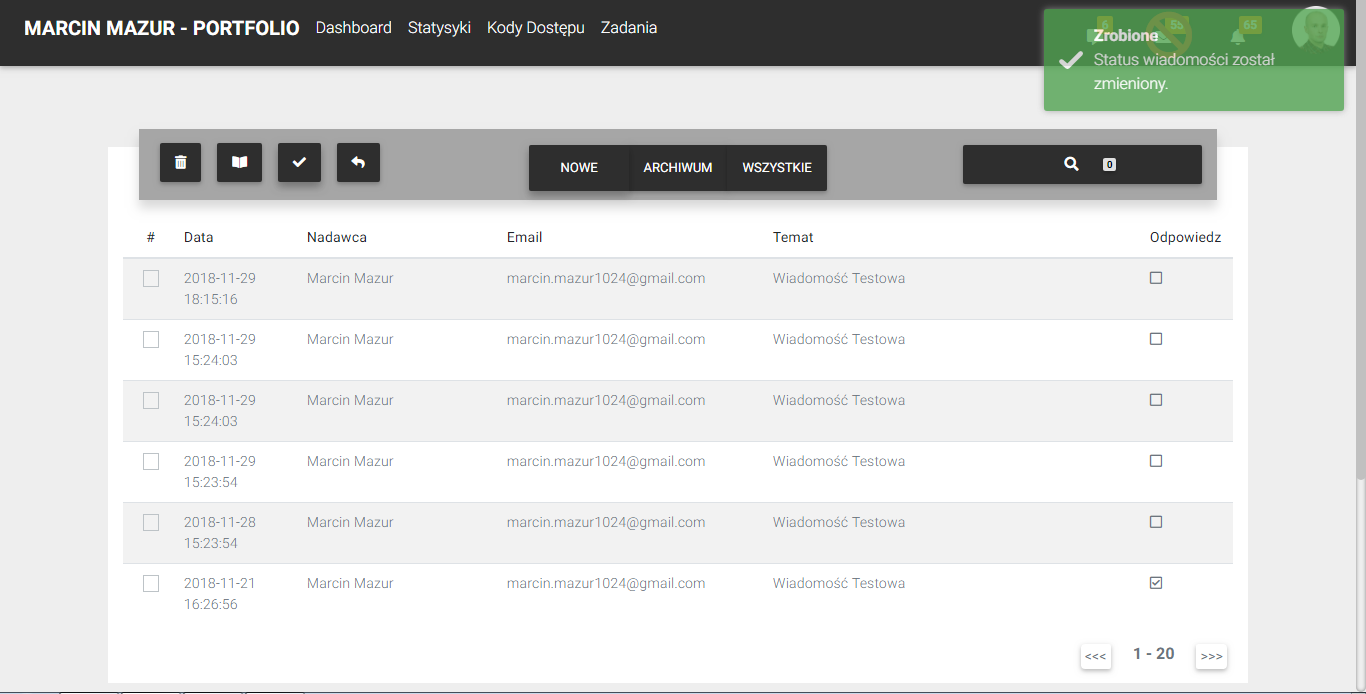 MARCIN MAZUR - PORTFOLIO Dashboard Statysyki Kody Dostępu Zadania
6 55 65
Zrobione
Status wiadomości został
zmieniony.
NOWE ARCHIWUM WSZYSTKIE 0
# Data Nadawca Email Temat Odpowiedz
2018-11-29 Marcin Mazur marcin.mazur1024@gmail.com Wiadomość Testowa
18:15:16
2018-11-29 Marcin Mazur marcin.mazur1024@gmail.com Wiadomość Testowa
15:24:03
2018-11-29 Marcin Mazur marcin.mazur1024@gmail.com Wiadomość Testowa
15:24:03
2018-11-29 Marcin Mazur marcin.mazur1024@gmail.com Wiadomość Testowa
15:23:54
2018-11-28 Marcin Mazur marcin.mazur1024@gmail.com Wiadomość Testowa
15:23:54
2018-11-21 Marcin Mazur marcin.mazur1024@gmail.com Wiadomość Testowa
16:26:56
<<< 1 - 20 >>>